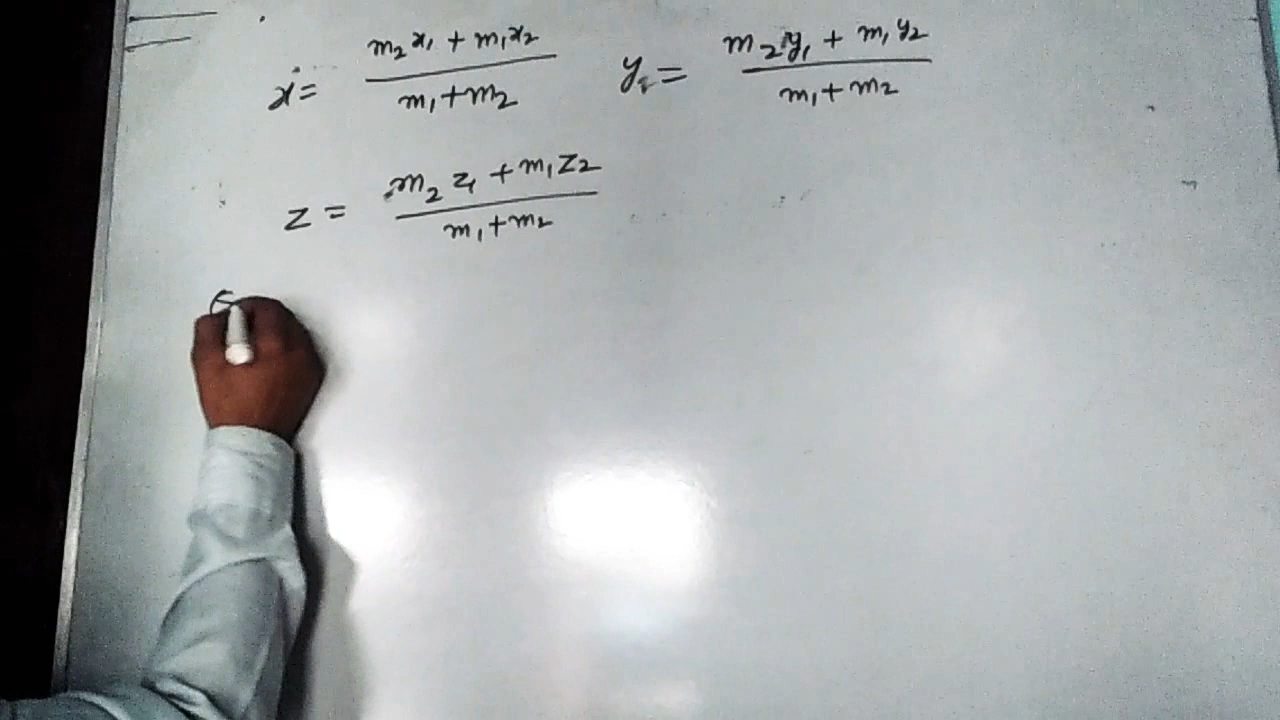 x = m₂x₁ + m₁x₂ / m₁+m₂ y = m₂y₁ + m₁y₂ / m₁+m₂
z = m₂z₁ + m₁z₂ / m₁+m₂
(